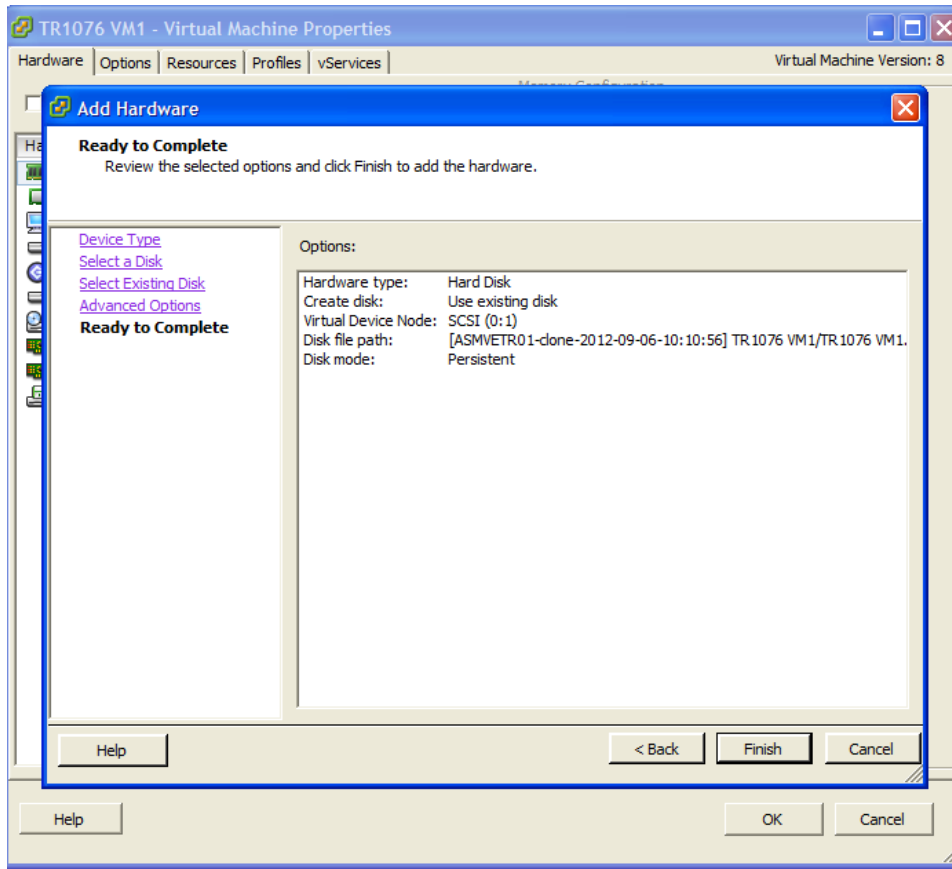 TR1076 VM1 - Virtual Machine Properties
Hardware Options Resources Profiles vServices Virtual Machine Version: 8
Memory Configuration
Add Hardware
Ha
Ready to Complete
Review the selected options and click Finish to add the hardware.
Device Type
Select a Disk
Select Existing Disk
Advanced Options
Ready to Complete
Options:
Hardware type: Hard Disk
Create disk: Use existing disk
Virtual Device Node: SCSI (0:1)
Disk file path: [ASMVETR01-clone-2012-09-06-10:10:56] TR1076 VM1/TR1076 VM1.
Disk mode: Persistent
Help < Back Finish Cancel
Help OK Cancel